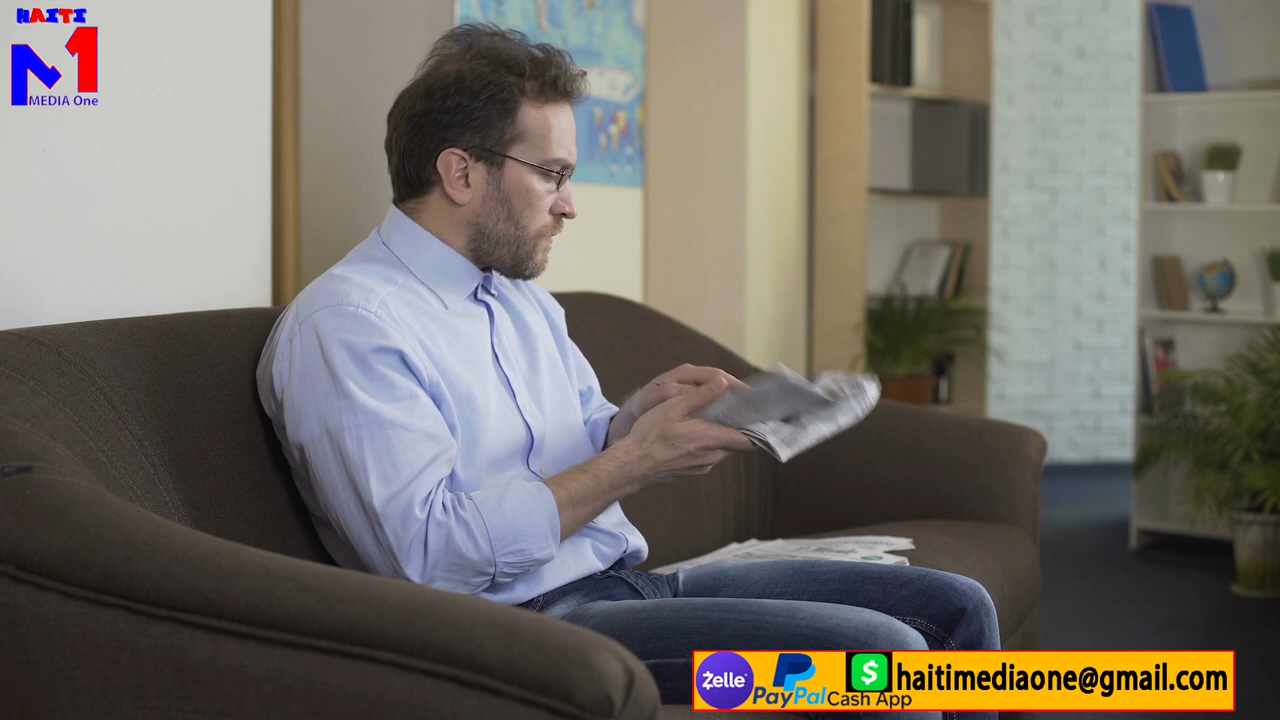 HAITI
M1
MEDIA One
Zelle
PayPal
Cash App
$
haitimediaone@gmail.com